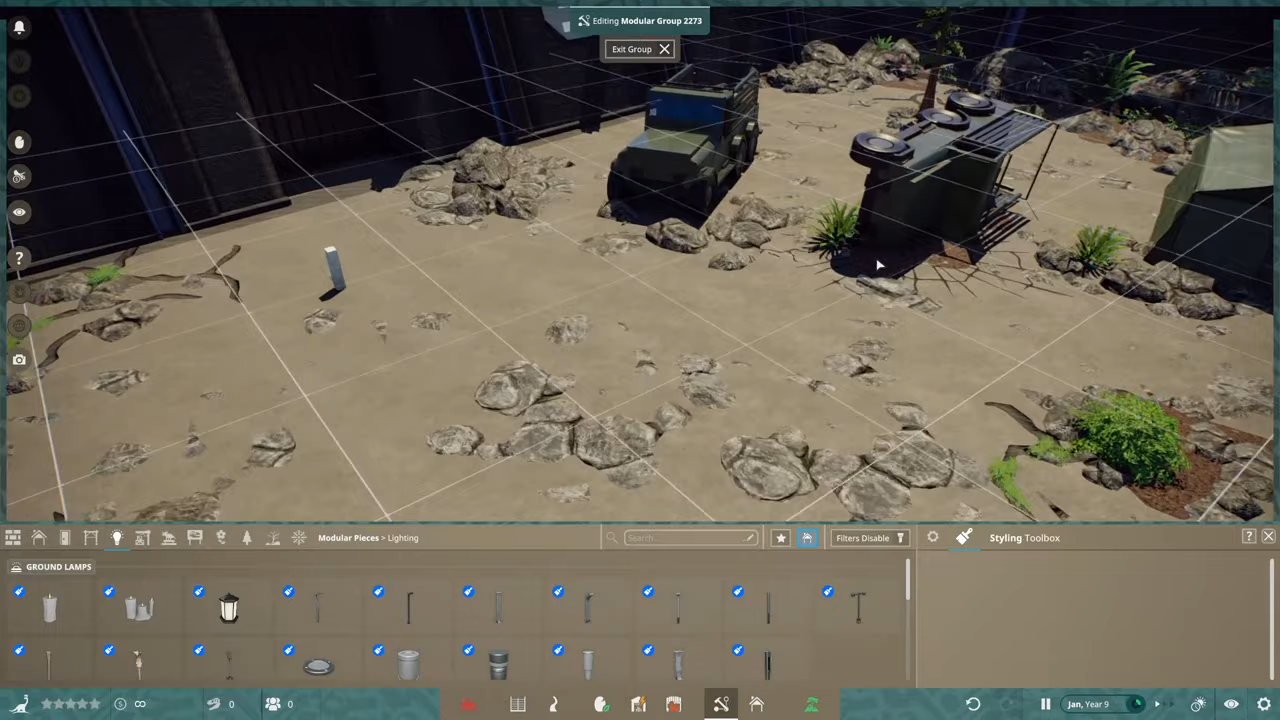 Editing Modular Group 2273
Exit Group
?
Modular Pieces > Lighting
Search...
Filters Disable
Styling Toolbox
?
GROUND LAMPS
∞
0
0
Jan, Year 9